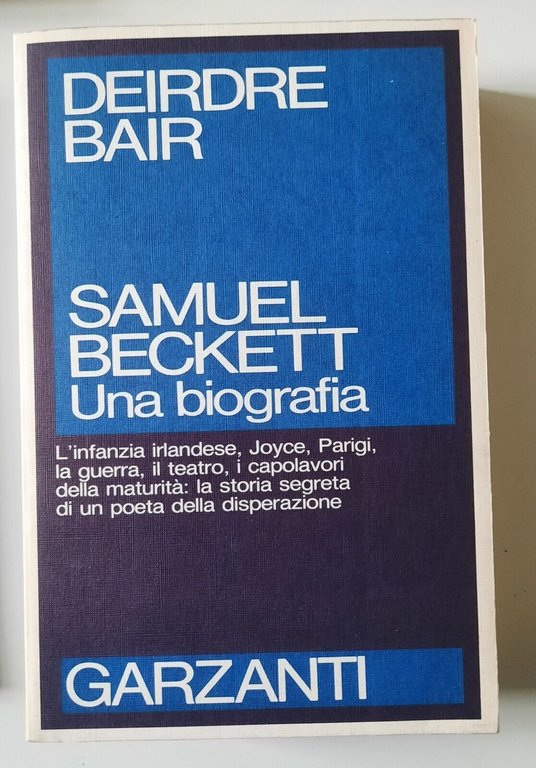 DEIRDRE
BAIR
SAMUEL
BECKETT
Una biografia
L'infanzia irlandese, Joyce, Parigi,
la guerra, il teatro, i capolavori
della maturità: la storia segreta
di un poeta della disperazione
GARZANTI